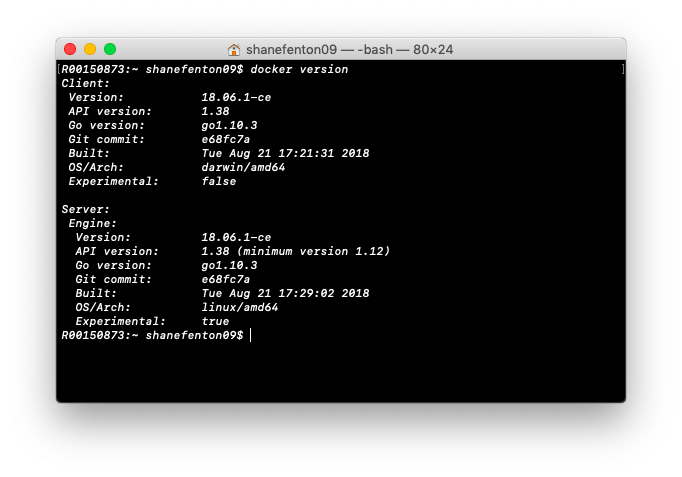 shanefenton09 — -bash — 80×24
[R00150873:~ shanefenton09$ docker version ]
Client:
 Version:           18.06.1-ce
 API version:       1.38
 Go version:        go1.10.3
 Git commit:        e68fc7a
 Built:             Tue Aug 21 17:21:31 2018
 OS/Arch:           darwin/amd64
 Experimental:      false

Server:
 Engine:
  Version:          18.06.1-ce
  API version:      1.38 (minimum version 1.12)
  Go version:       go1.10.3
  Git commit:       e68fc7a
  Built:            Tue Aug 21 17:29:02 2018
  OS/Arch:          linux/amd64
  Experimental:     true
R00150873:~ shanefenton09$